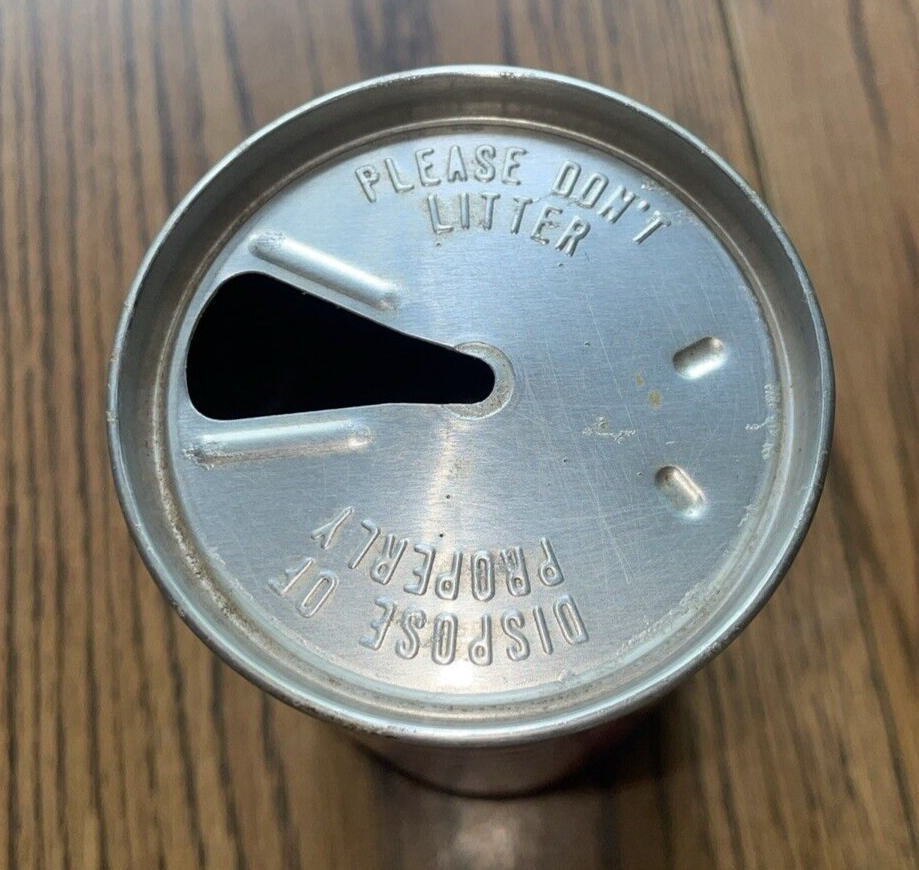 PLEASE DON'T
LITTER
DISPOSE OF
PROPERLY